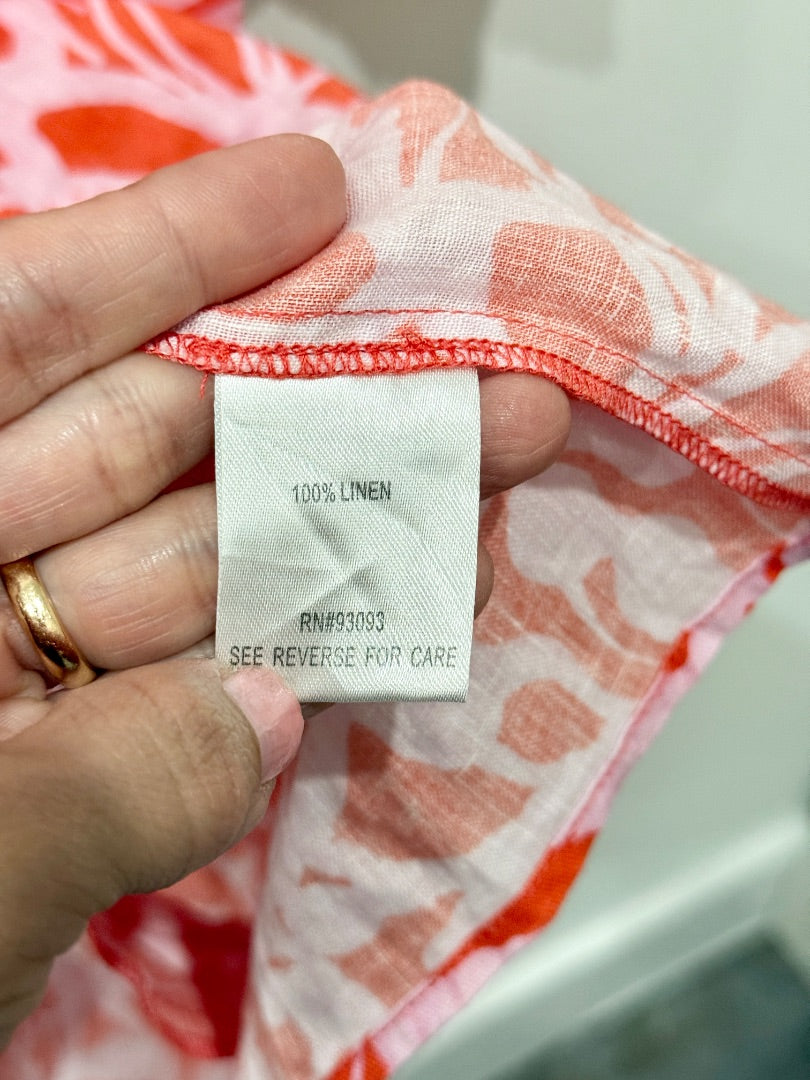 100% LINEN
RN#93093
SEE REVERSE FOR CARE